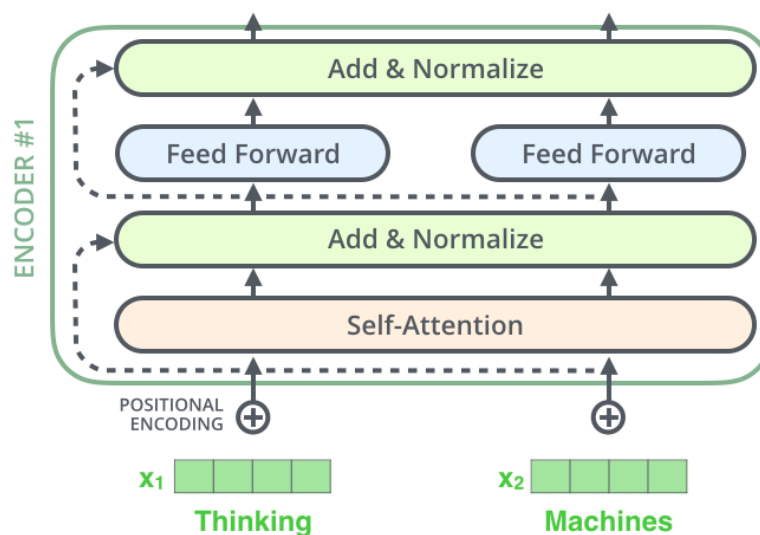 ENCODER #1
Add & Normalize
Feed Forward
Feed Forward
Add & Normalize
Self-Attention
POSITIONAL
ENCODING
x1
x2
Thinking
Machines